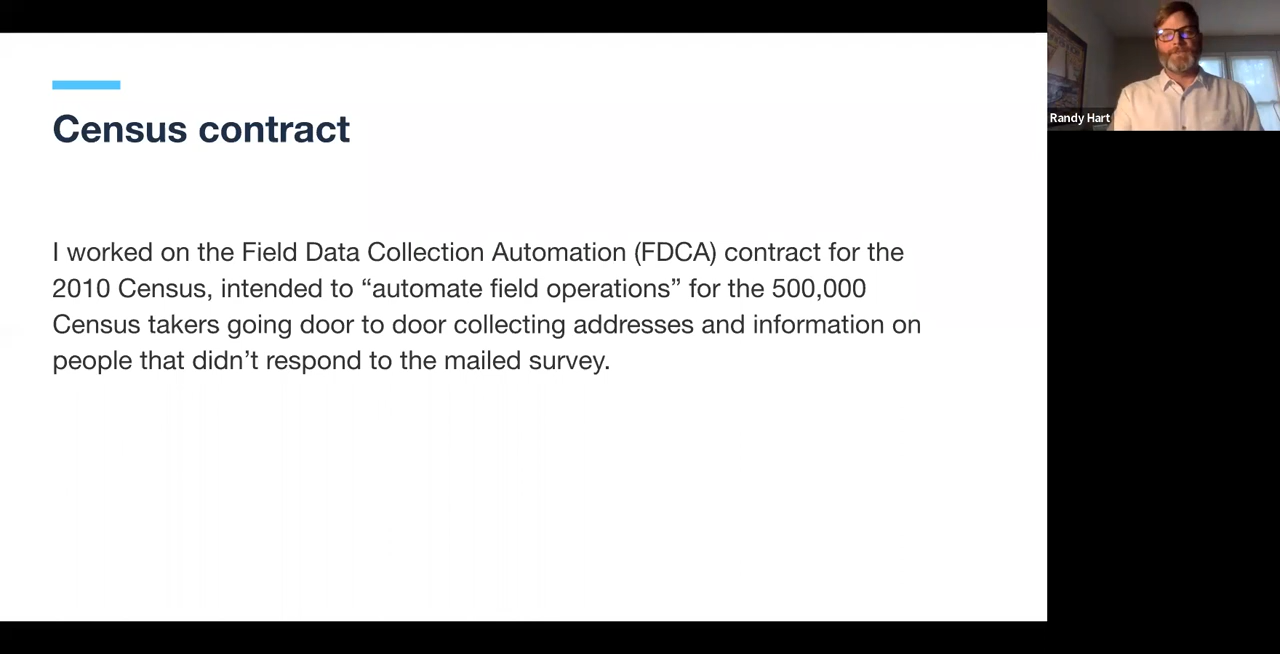 Census contract
I worked on the Field Data Collection Automation (FDCA) contract for the
2010 Census, intended to “automate field operations” for the 500,000
Census takers going door to door collecting addresses and information on
people that didn’t respond to the mailed survey.
Randy Hart